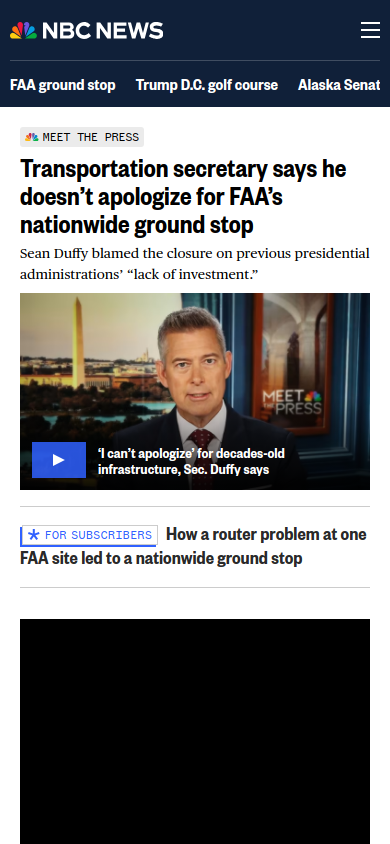 NBC NEWS
FAA ground stop Trump D.C. golf course Alaska Senat
MEET THE PRESS
Transportation secretary says he
doesn’t apologize for FAA’s
nationwide ground stop
Sean Duffy blamed the closure on previous presidential
administrations’ “lack of investment.”
MEET
THE PRESS
‘I can’t apologize’ for decades-old
infrastructure, Sec. Duffy says
FOR SUBSCRIBERS How a router problem at one
FAA site led to a nationwide ground stop